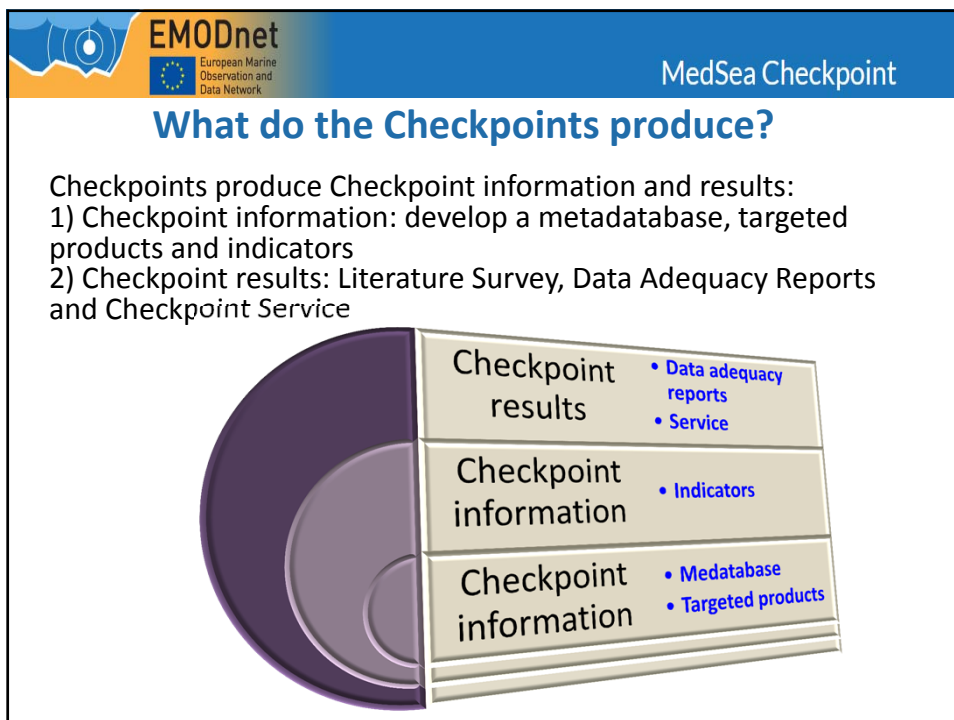 EMODnet
European Marine
Observation and
Data Network
MedSea Checkpoint
What do the Checkpoints produce?
Checkpoints produce Checkpoint information and results:
1) Checkpoint information: develop a metadatabase, targeted
products and indicators
2) Checkpoint results: Literature Survey, Data Adequacy Reports
and Checkpoint Service
Checkpoint
results
• Data adequacy
reports
• Service
Checkpoint
information
• Indicators
Checkpoint
information
• Medatabase
• Targeted products